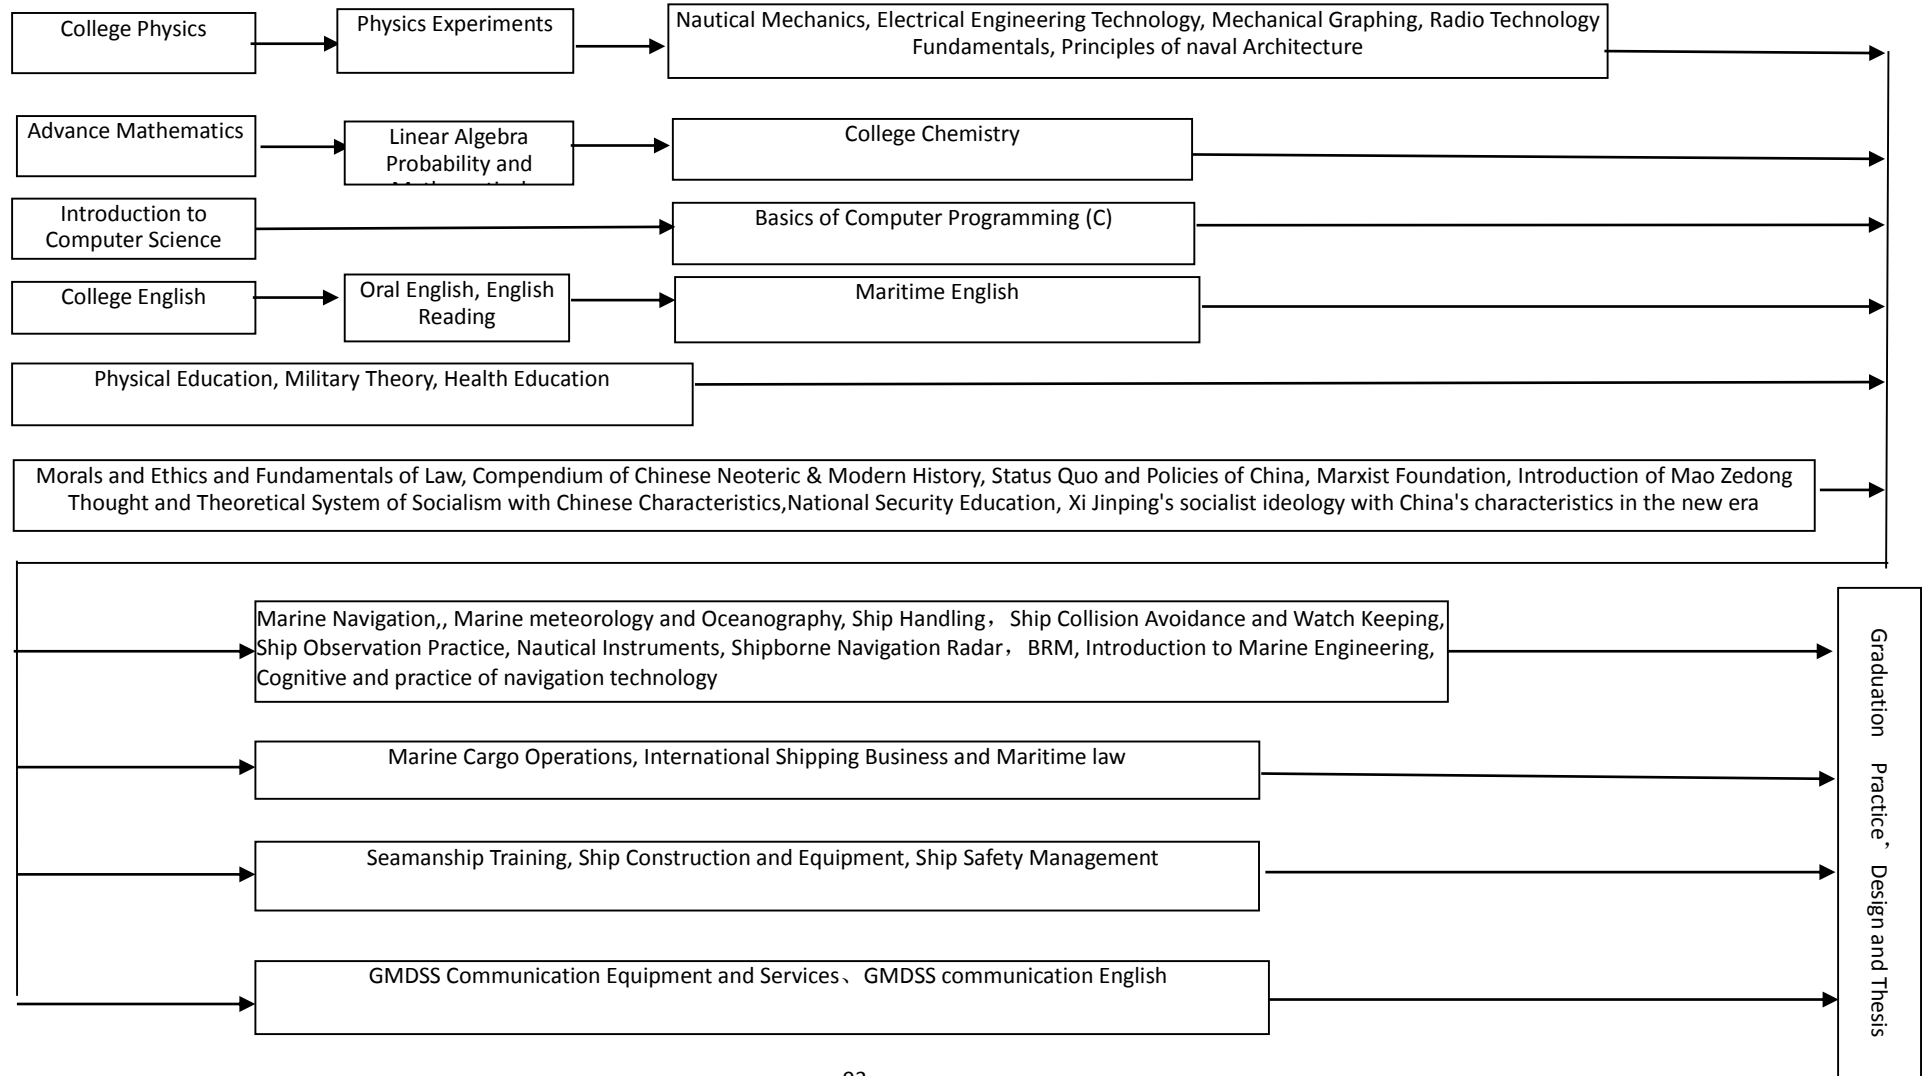 College Physics
Physics Experiments
Nautical Mechanics, Electrical Engineering Technology, Mechanical Graphing, Radio Technology
Fundamentals, Principles of naval Architecture
Advance Mathematics
Linear Algebra
Probability and
College Chemistry
Introduction to
Computer Science
Basics of Computer Programming (C)
College English
Oral English, English
Reading
Maritime English
Physical Education, Military Theory, Health Education
Morals and Ethics and Fundamentals of Law, Compendium of Chinese Neoteric & Modern History, Status Quo and Policies of China, Marxist Foundation, Introduction of Mao Zedong
Thought and Theoretical System of Socialism with Chinese Characteristics,National Security Education, Xi Jinping's socialist ideology with China's characteristics in the new era
Marine Navigation,, Marine meteorology and Oceanography, Ship Handling，Ship Collision Avoidance and Watch Keeping,
Ship Observation Practice, Nautical Instruments, Shipborne Navigation Radar，BRM, Introduction to Marine Engineering,
Cognitive and practice of navigation technology
Marine Cargo Operations, International Shipping Business and Maritime law
Seamanship Training, Ship Construction and Equipment, Ship Safety Management
GMDSS Communication Equipment and Services、GMDSS communication English
Graduation Practice，Design and Thesis